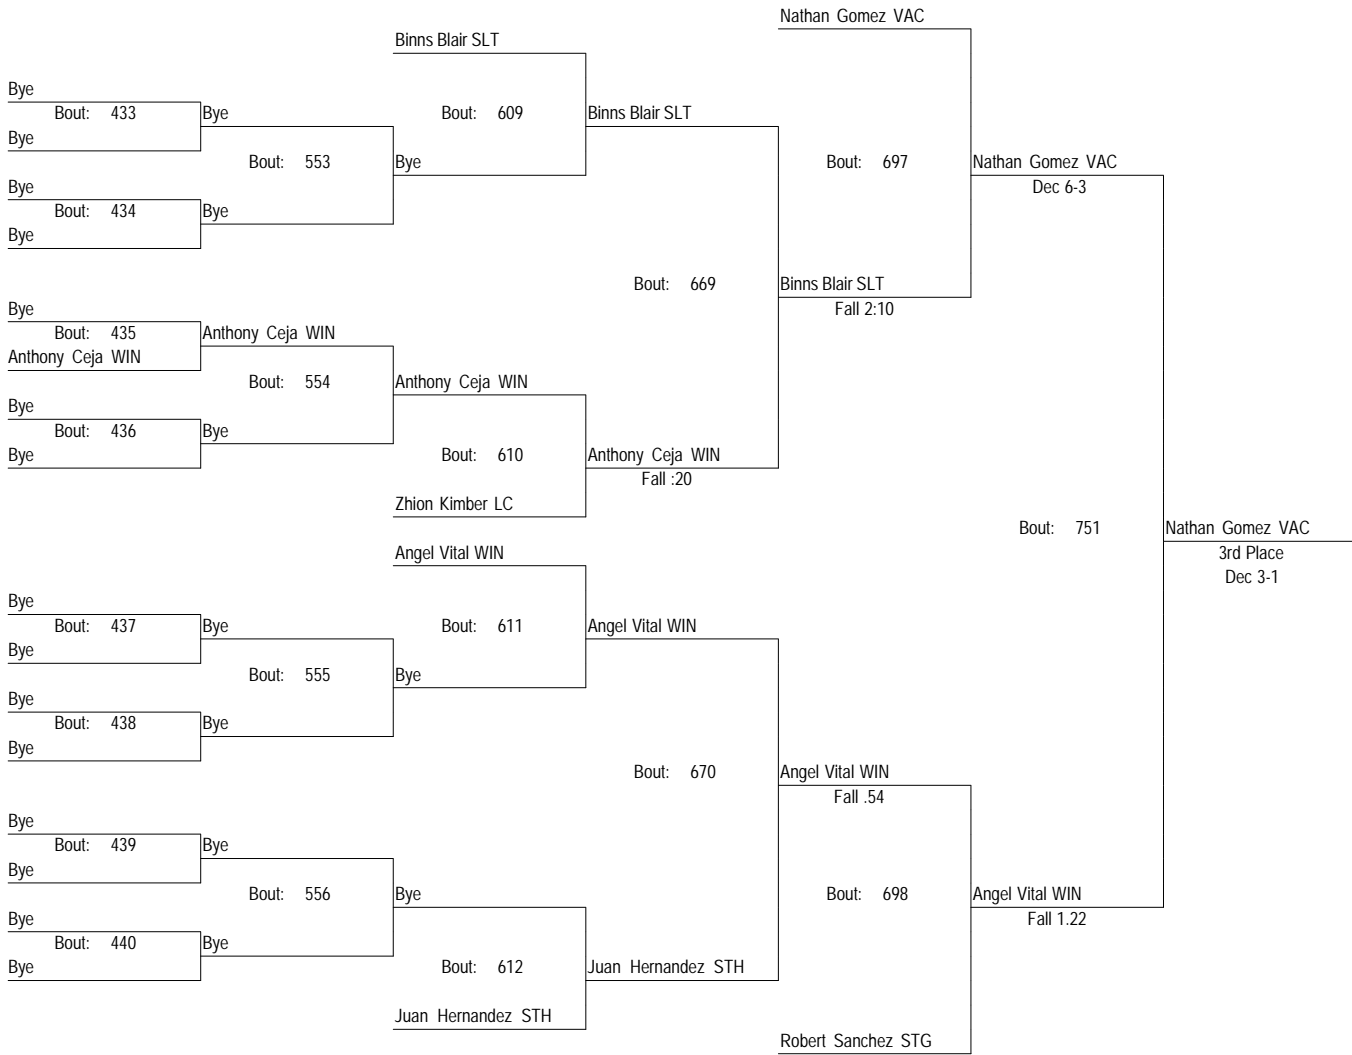 Nathan Gomez VAC
Binns Blair SLT
Bye
Bout: 433 Bye Bout: 609 Binns Blair SLT
Bye
Bout: 553 Bye Bout: 697 Nathan Gomez VAC
Bye Dec 6-3
Bout: 434 Bye
Bye
Bout: 669 Binns Blair SLT
Bye Fall 2:10
Bout: 435 Anthony Ceja WIN
Anthony Ceja WIN
Bout: 554 Anthony Ceja WIN
Bye
Bout: 436 Bye
Bye Bout: 610 Anthony Ceja WIN
Fall :20
Zhion Kimber LC
Bout: 751 Nathan Gomez VAC
Angel Vital WIN 3rd Place
Dec 3-1
Bye
Bout: 437 Bye Bout: 611 Angel Vital WIN
Bye
Bout: 555 Bye
Bye
Bout: 438 Bye
Bye
Bout: 670 Angel Vital WIN
Fall .54
Bye
Bout: 439 Bye
Bye
Bout: 556 Bye Bout: 698 Angel Vital WIN
Bye Fall 1.22
Bout: 440 Bye
Bye Bout: 612 Juan Hernandez STH
Juan Hernandez STH
Robert Sanchez STG